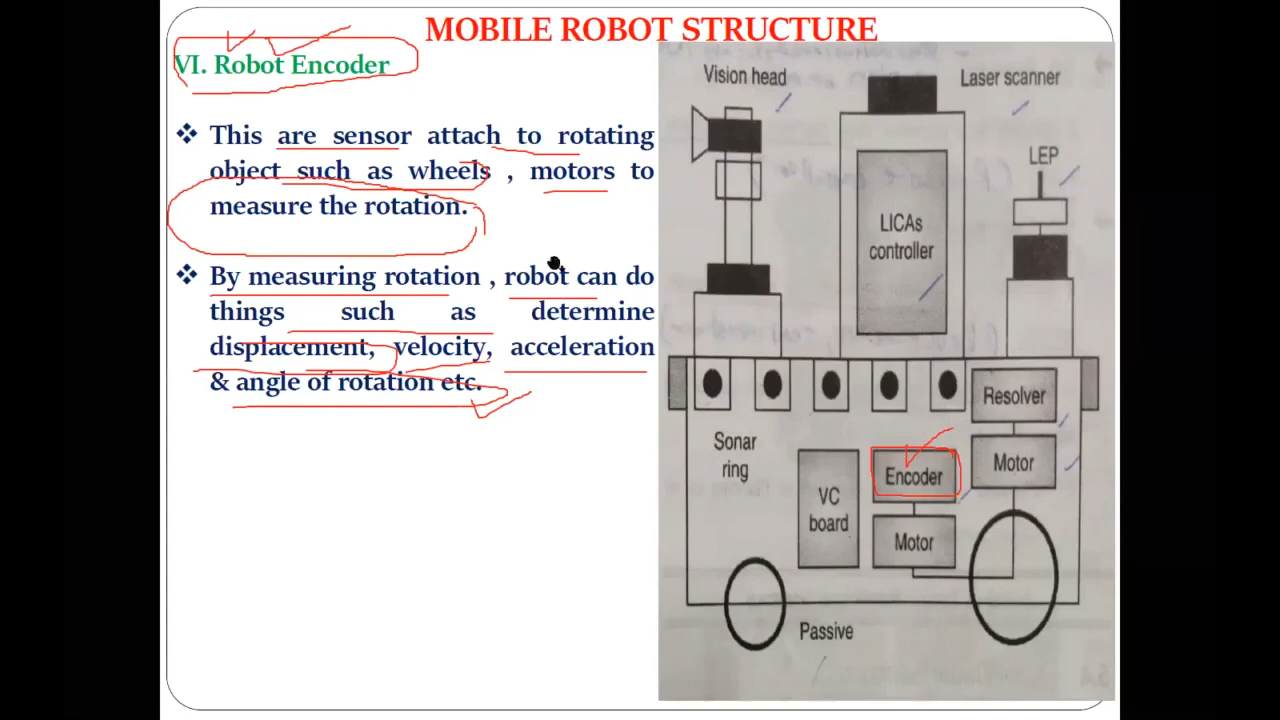 MOBILE ROBOT STRUCTURE
VI. Robot Encoder
❖ This are sensor attach to rotating
object such as wheels , motors to
measure the rotation.
❖ By measuring rotation , robot can do
things such as determine
displacement, velocity, acceleration
& angle of rotation etc.
Vision head
Laser scanner
LEP
LICAs
controller
Resolver
Sonar
ring
Motor
Encoder
VC
board
Motor
Passive